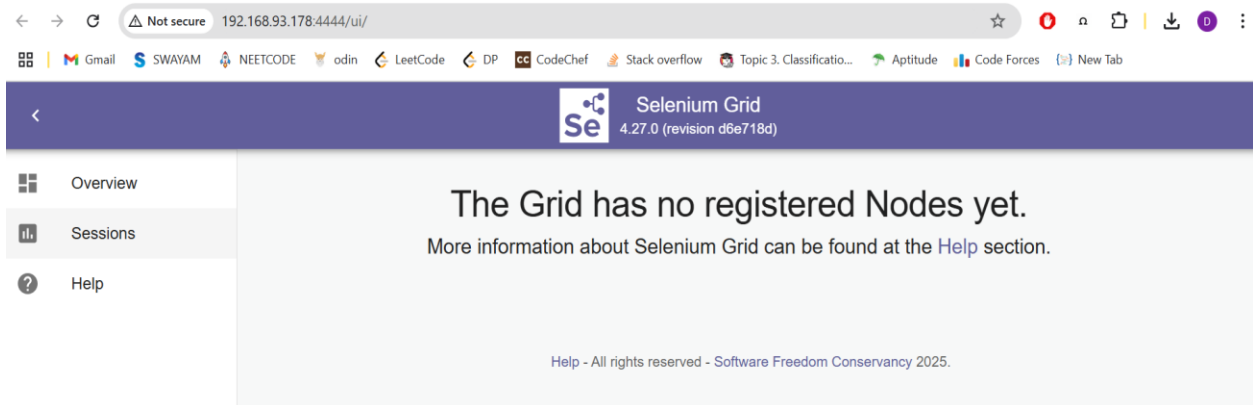 Not secure 192.168.93.178:4444/ui/ D
Gmail SWAYAM NEETCODE odin LeetCode DP CC CodeChef Stack overflow Topic 3. Classificatio... Aptitude Code Forces New Tab
Se Selenium Grid
4.27.0 (revision d6e718d)
Overview
Sessions
Help
The Grid has no registered Nodes yet.
More information about Selenium Grid can be found at the Help section.
Help - All rights reserved - Software Freedom Conservancy 2025.